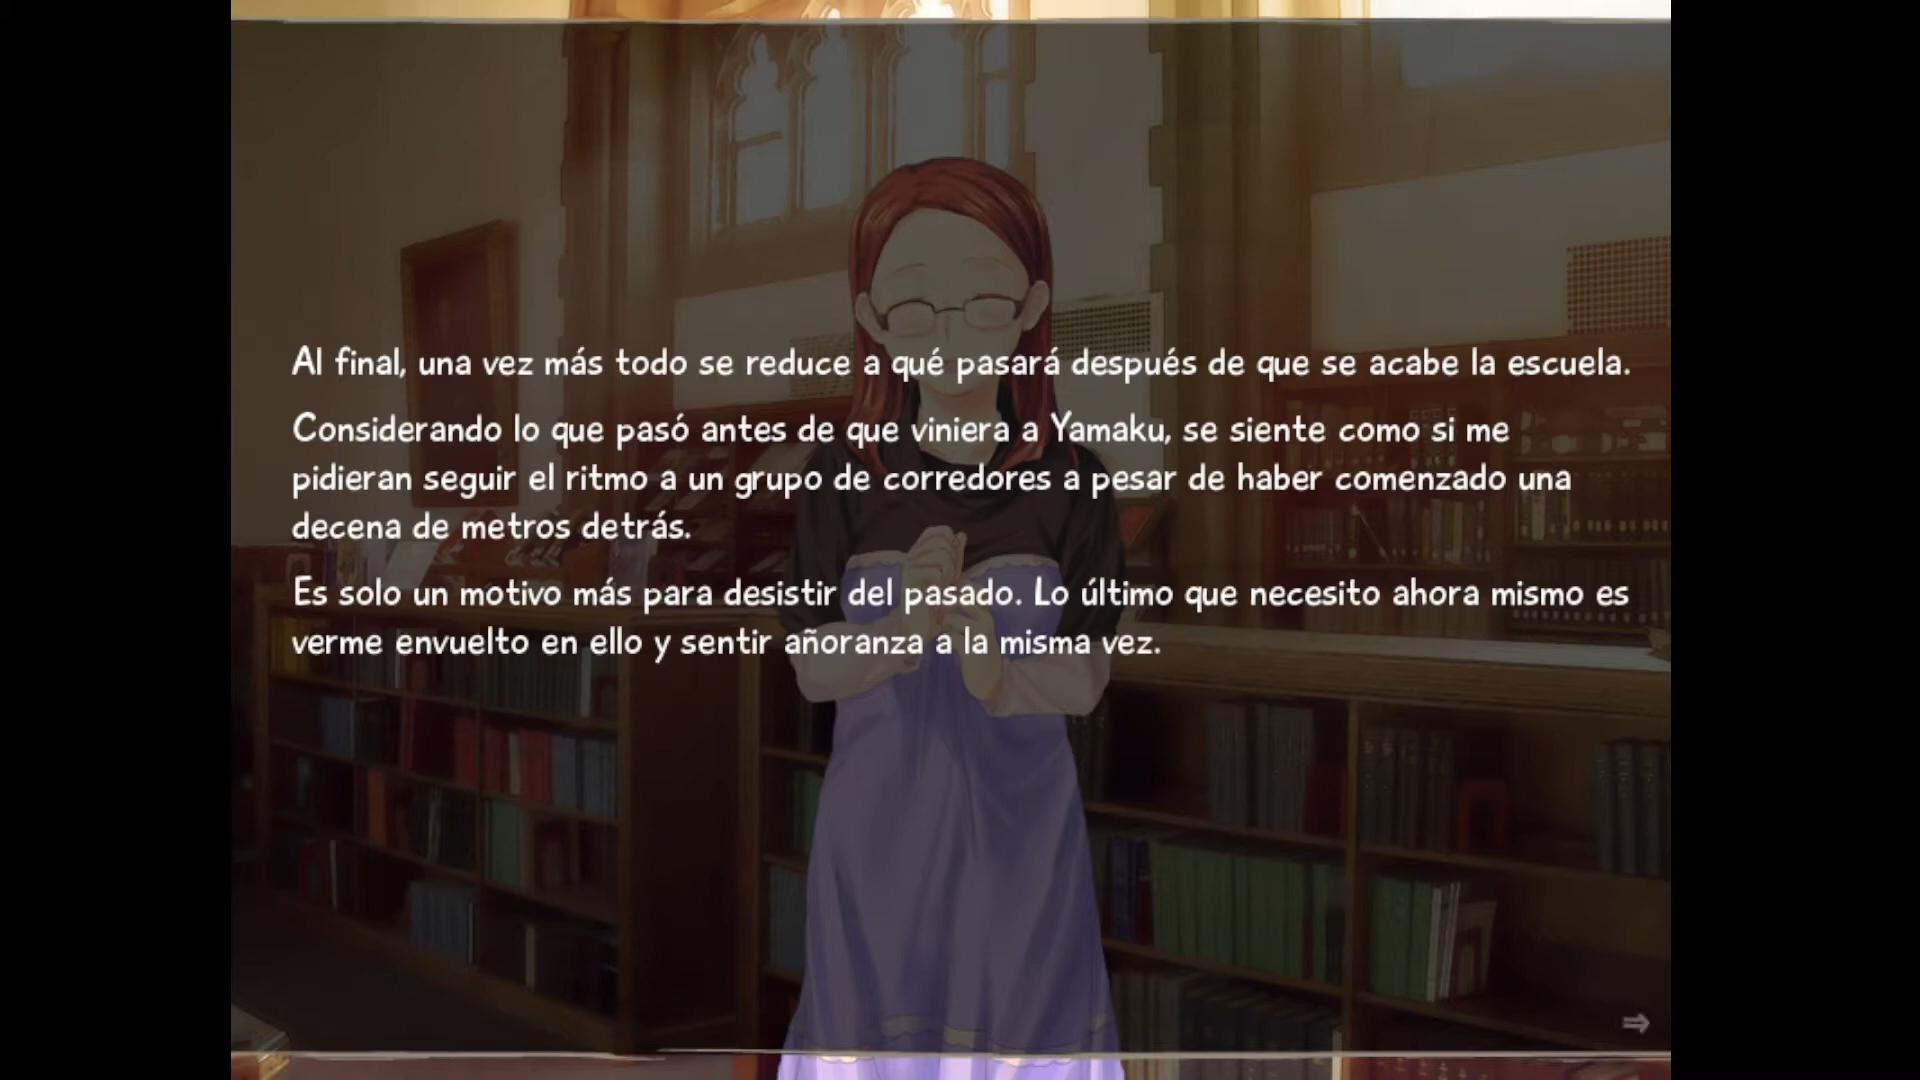 Al final, una vez más todo se reduce a qué pasará después de que se acabe la escuela.
Considerando lo que pasó antes de que viniera a Yamaku, se siente como si me
pidieran seguir el ritmo a un grupo de corredores a pesar de haber comenzado una
decena de metros detrás.
Es solo un motivo más para desistir del pasado. Lo último que necesito ahora mismo es
verme envuelto en ello y sentir añoranza a la misma vez.